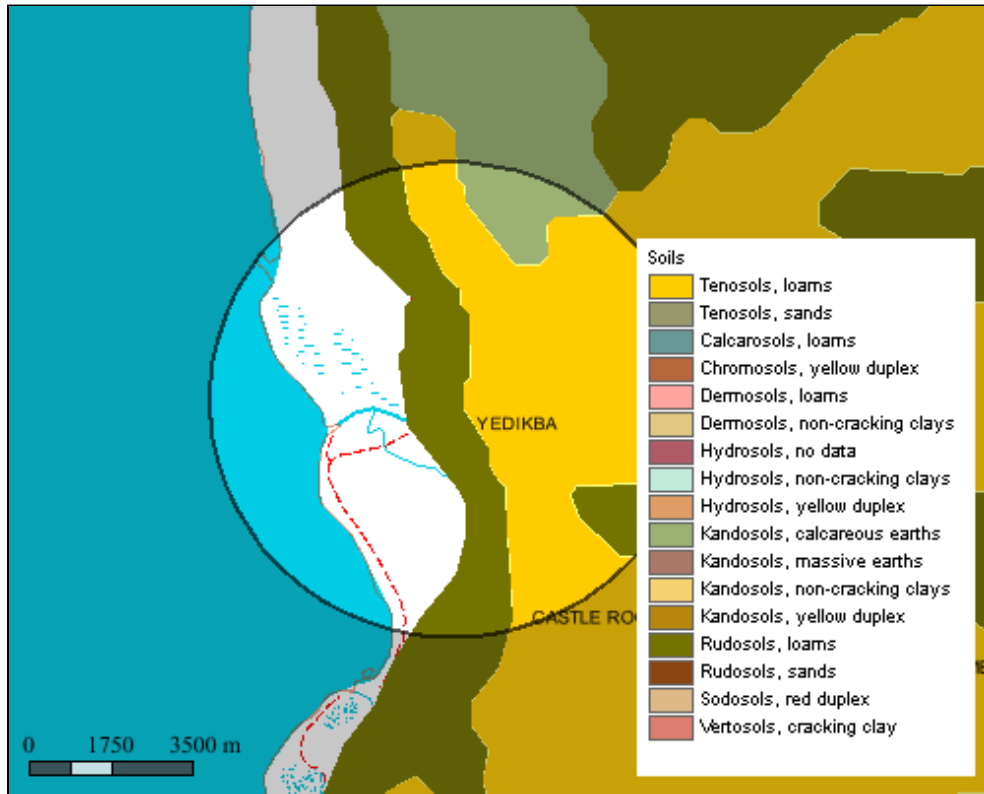 YEDIKBA
CASTLE RO
Soils
Tenosols, loams
Tenosols, sands
Calcarosols, loams
Chromosols, yellow duplex
Dermosols, loams
Dermosols, non-cracking clays
Hydrosols, no data
Hydrosols, non-cracking clays
Hydrosols, yellow duplex
Kandosols, calcareous earths
Kandosols, massive earths
Kandosols, non-cracking clays
Kandosols, yellow duplex
Rudosols, loams
Rudosols, sands
Sodosols, red duplex
Vertosols, cracking clay
0 1750 3500 m